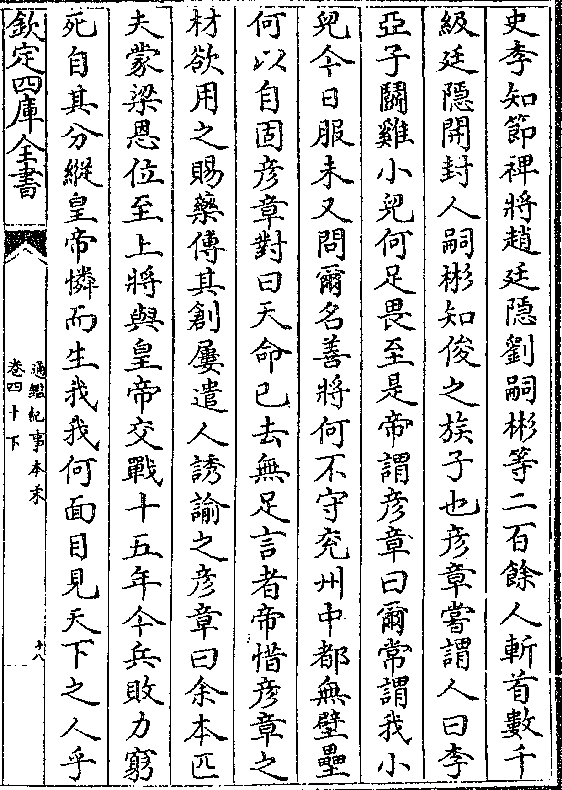 史李知節禆將趙廷隱劉嗣彬等二百餘人斬首數千
級廷隱開封人嗣彬知俊之族子也彦章嘗謂人曰李
亞子鬭雞小兒何足畏至是帝謂彦章曰爾常謂我小
兒今日服未又問爾名善將何不守兖州中都無壁壘
何以自固彦章對曰天命已去無足言者帝惜彦章之
材欲用之賜藥傅其創屢遣人誘諭之彦章曰余本匹
夫蒙梁恩位至上將與皇帝交戰十五年今兵敗力窮
死自其分縱皇帝憐而生我我何面目見天下之人乎
欽定四庫全書
通鑑紀事本末
卷四十下
十八